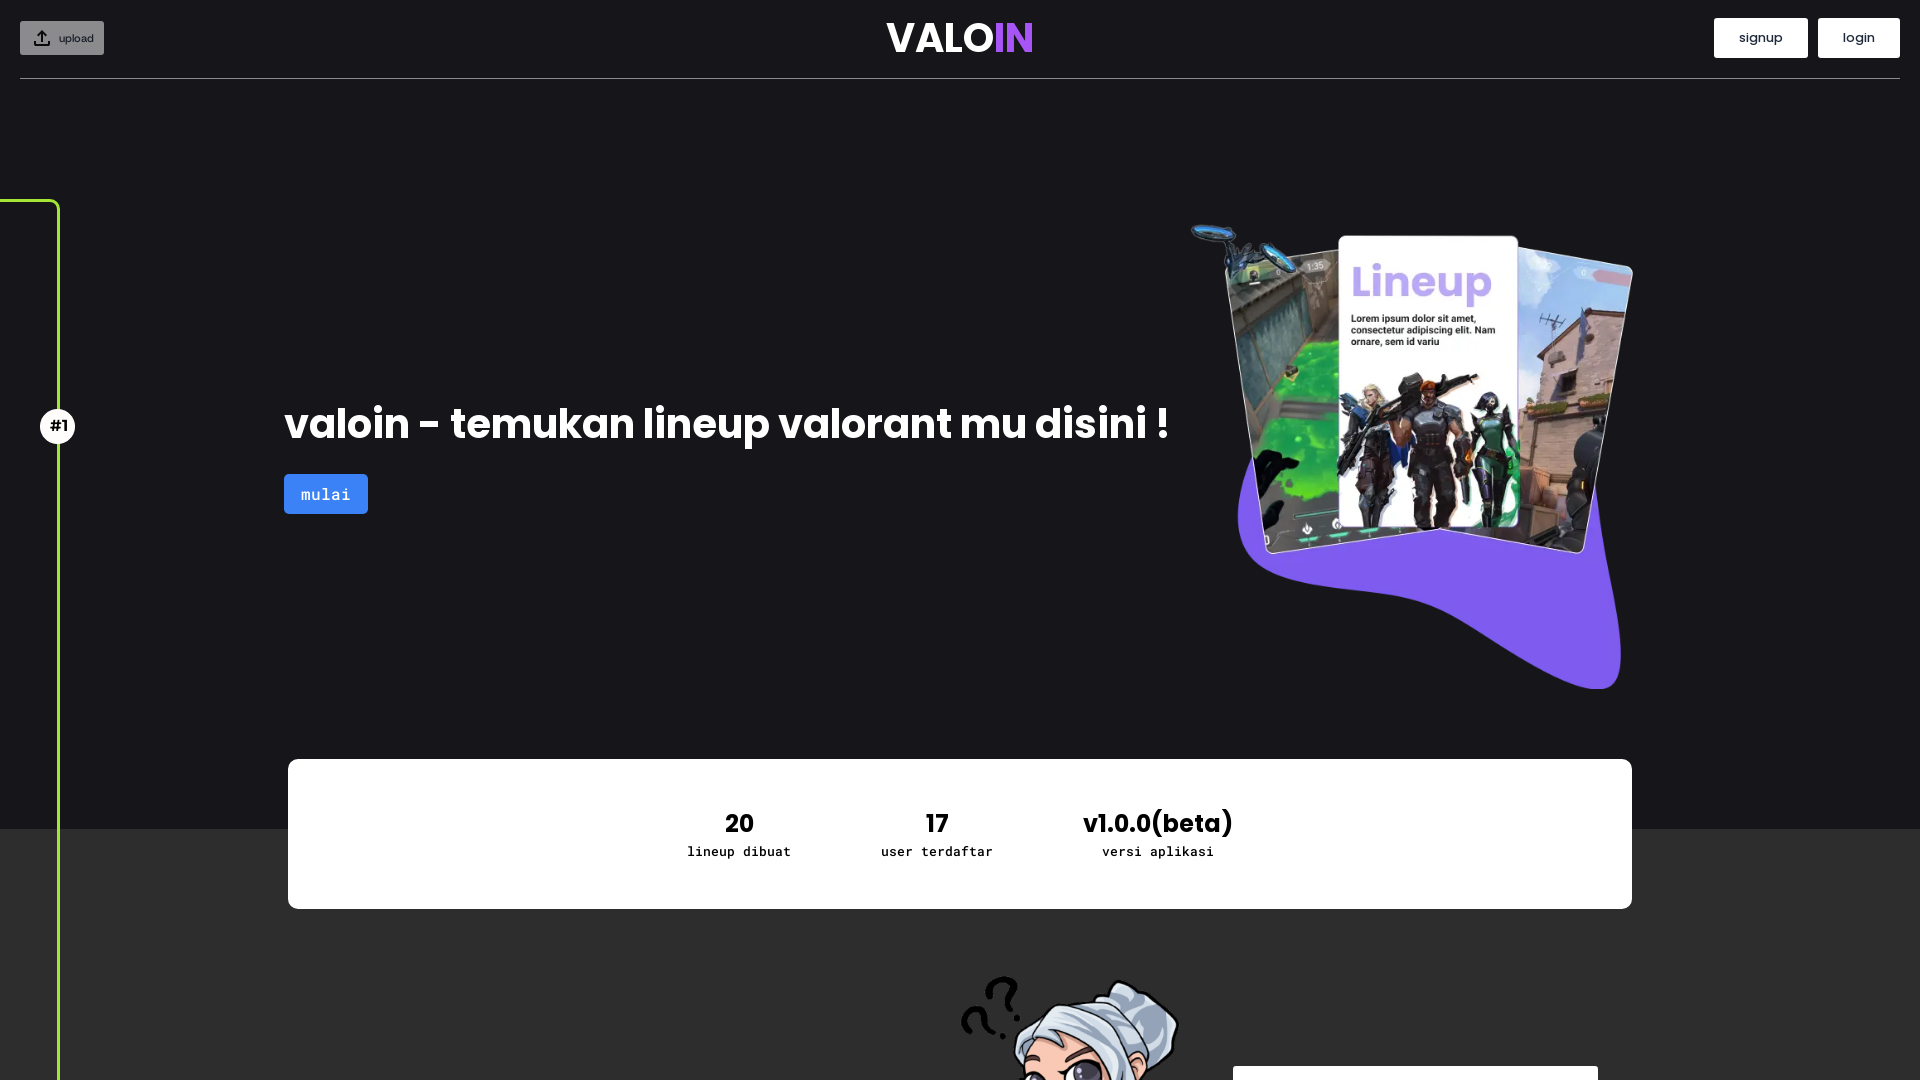 upload
VALOIN
signup
login
#1
valoin - temukan lineup valorant mu disini !
mulai
1:35
Lineup
Lorem ipsum dolor sit amet,
consectetur adipiscing elit. Nam
ornare, sem id variu
20
lineup dibuat
17
user terdaftar
v1.0.0(beta)
versi aplikasi
??